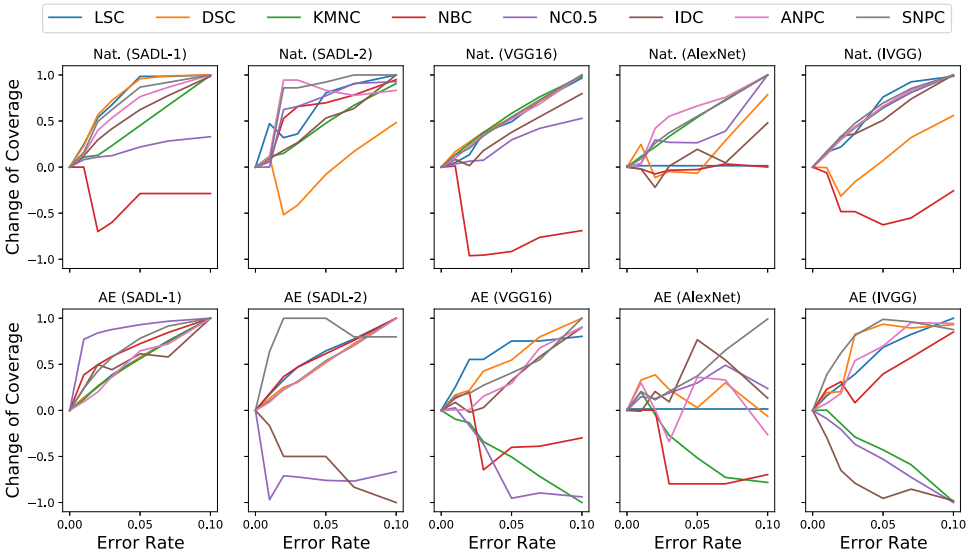 LSC DSC KMNC NBC NC0.5 IDC ANPC SNPC
Nat. (SADL-1) Nat. (SADL-2) Nat. (VGG16) Nat. (AlexNet) Nat. (IVGG)
Change of Coverage
1.0
0.5
0.0
−0.5
−1.0
AE (SADL-1) AE (SADL-2) AE (VGG16) AE (AlexNet) AE (IVGG)
Change of Coverage
1.0
0.5
0.0
−0.5
−1.0
0.00 0.05 0.10 0.00 0.05 0.10 0.00 0.05 0.10 0.00 0.05 0.10 0.00 0.05 0.10
Error Rate Error Rate Error Rate Error Rate Error Rate